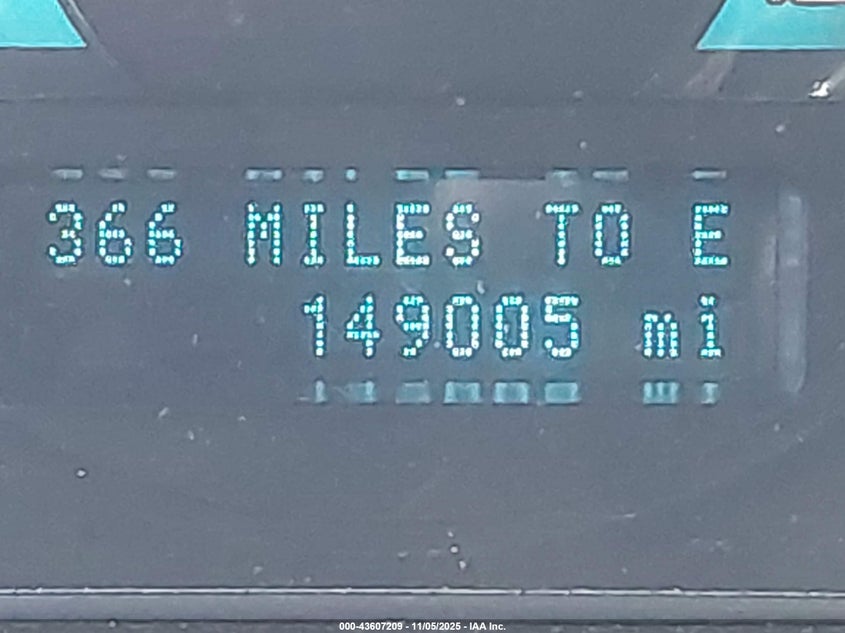 366 MILES TO E
149005 mi
000-43607209 - 11/05/2025 - IAA Inc.